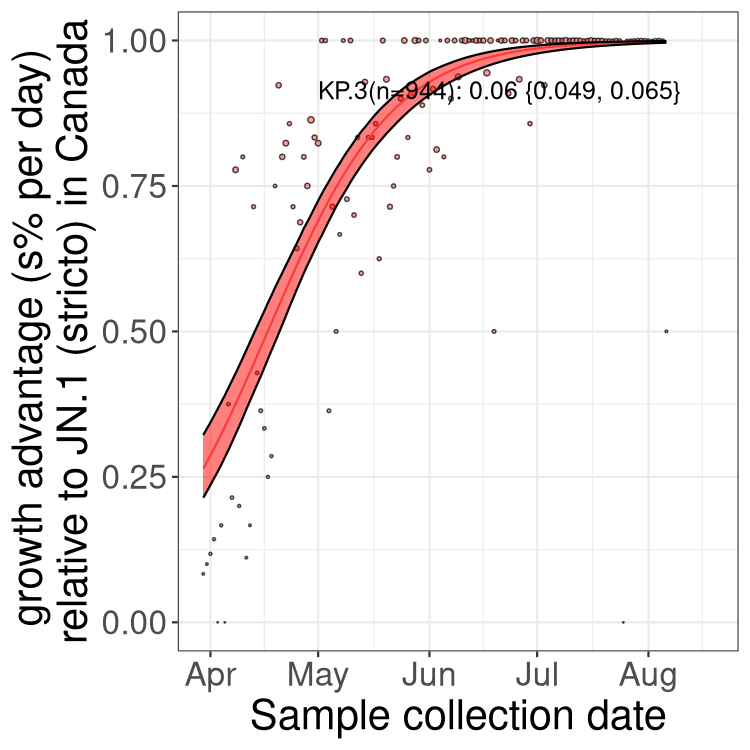 growth advantage (s% per day)
relative to JN.1 (stricto) in Canada
1.00
0.75
0.50
0.25
0.00
KP.3(n=944): 0.06 {0.049, 0.065}
Apr May Jun Jul Aug
Sample collection date